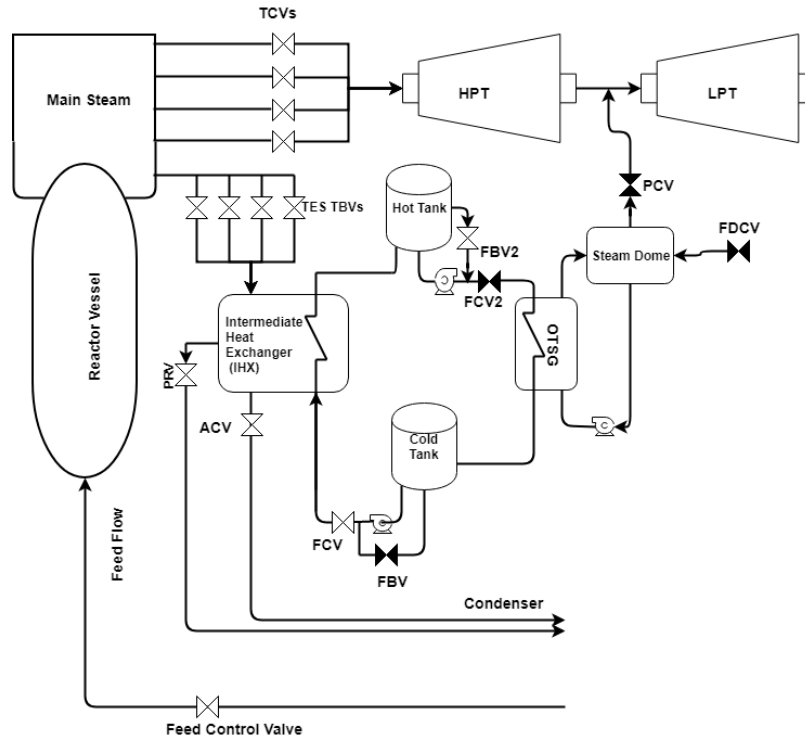 TCVs
Main Steam
HPT
LPT
TES TBVs
Hot Tank
PCV
FDCV
FBV2
Steam Dome
FCV2
Intermediate
Heat
Exchanger
(IHX)
OTSG
C
Reactor Vessel
PRV
ACV
Cold
Tank
C
C
FCV
FBV
Feed Flow
Condenser
Feed Control Valve